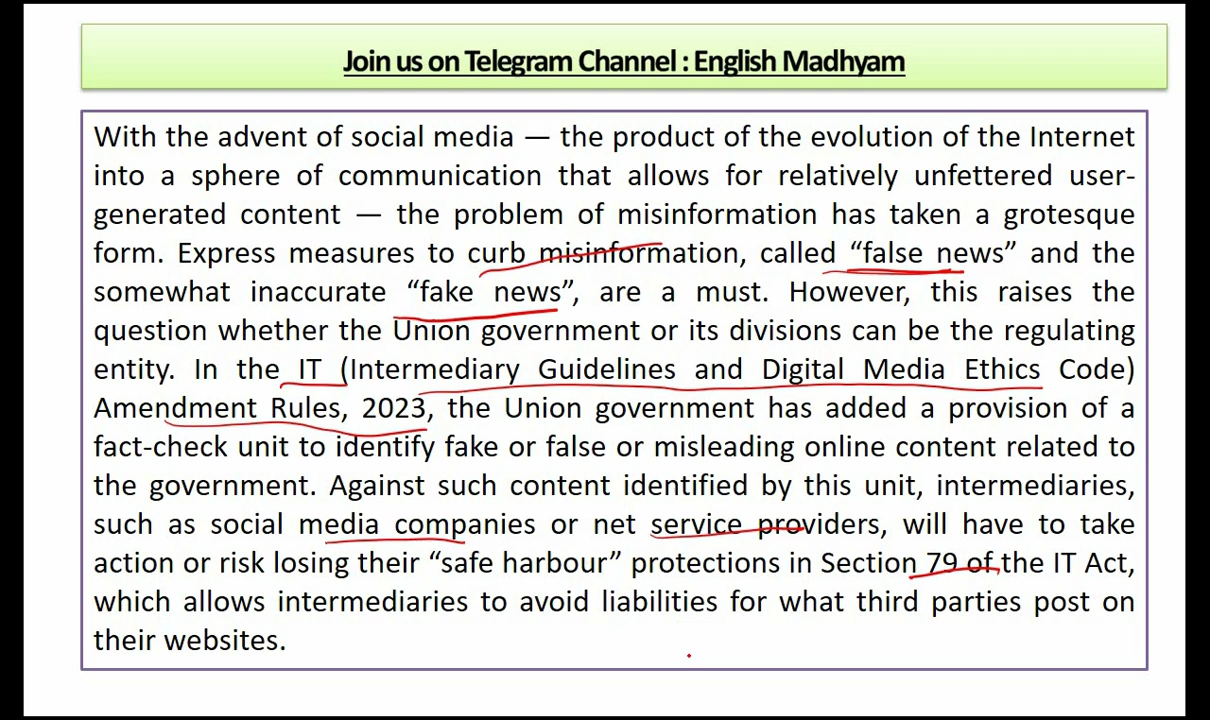 Join us on Telegram Channel : English Madhyam
With the advent of social media — the product of the evolution of the Internet
into a sphere of communication that allows for relatively unfettered user-
generated content — the problem of misinformation has taken a grotesque
form. Express measures to curb misinformation, called “false news” and the
somewhat inaccurate “fake news”, are a must. However, this raises the
question whether the Union government or its divisions can be the regulating
entity. In the IT (Intermediary Guidelines and Digital Media Ethics Code)
Amendment Rules, 2023, the Union government has added a provision of a
fact-check unit to identify fake or false or misleading online content related to
the government. Against such content identified by this unit, intermediaries,
such as social media companies or net service providers, will have to take
action or risk losing their “safe harbour” protections in Section 79 of the IT Act,
which allows intermediaries to avoid liabilities for what third parties post on
their websites.